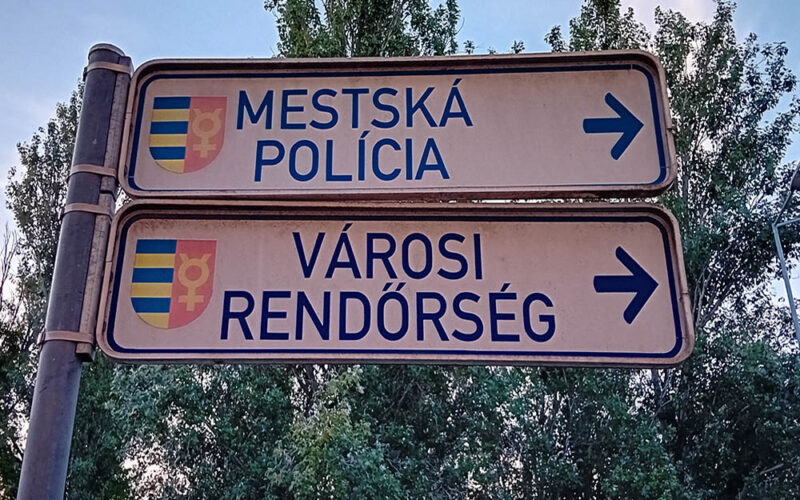 MESTSKÁ
POLÍCIA
VÁROSI
RENDŐRSÉG